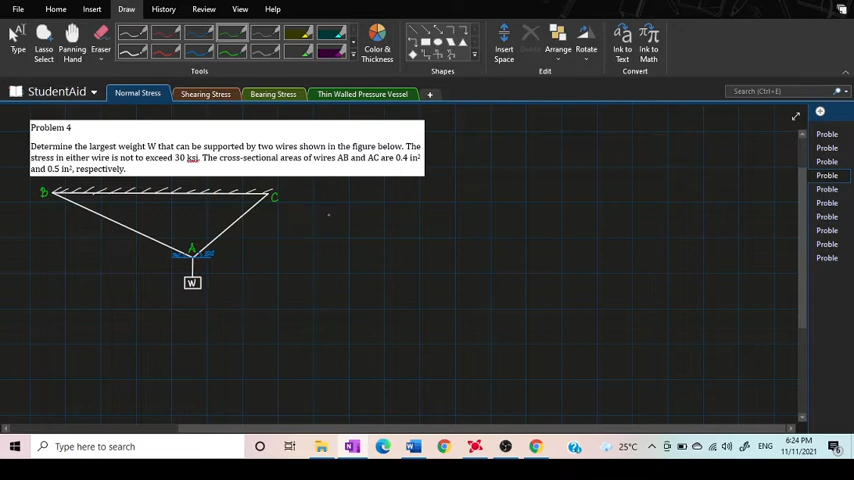 File Home Insert Draw History Review View Help
Type Lasso Select Panning Hand Eraser Color & Thickness Insert Space Delete Arrange Rotate Ink to Text Ink to Math
Tools Shapes Edit Convert
StudentAid Normal Stress Shearing Stress Bearing Stress Thin Walled Pressure Vessel + Search (Ctrl+E)
Problem 4
Determine the largest weight W that can be supported by two wires shown in the figure below. The
stress in either wire is not to exceed 30 ksi. The cross-sectional areas of wires AB and AC are 0.4 in²
and 0.5 in², respectively.
B
C
A
W
Proble
Proble
Proble
Proble
Proble
Proble
Proble
Proble
Proble
Proble
Type here to search
25°C ENG 6:24 PM
11/11/2021